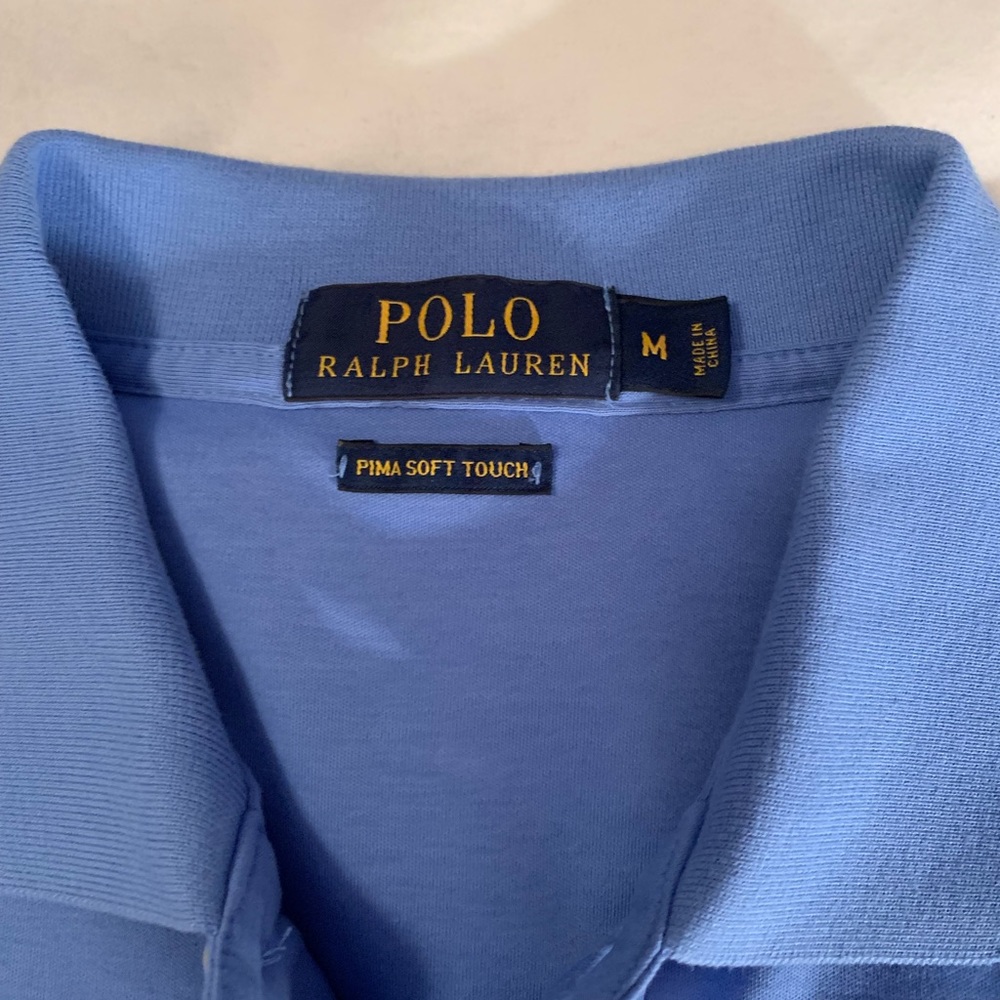 POLO
RALPH LAUREN
M
MADE IN
CHINA
PIMA SOFT TOUCH